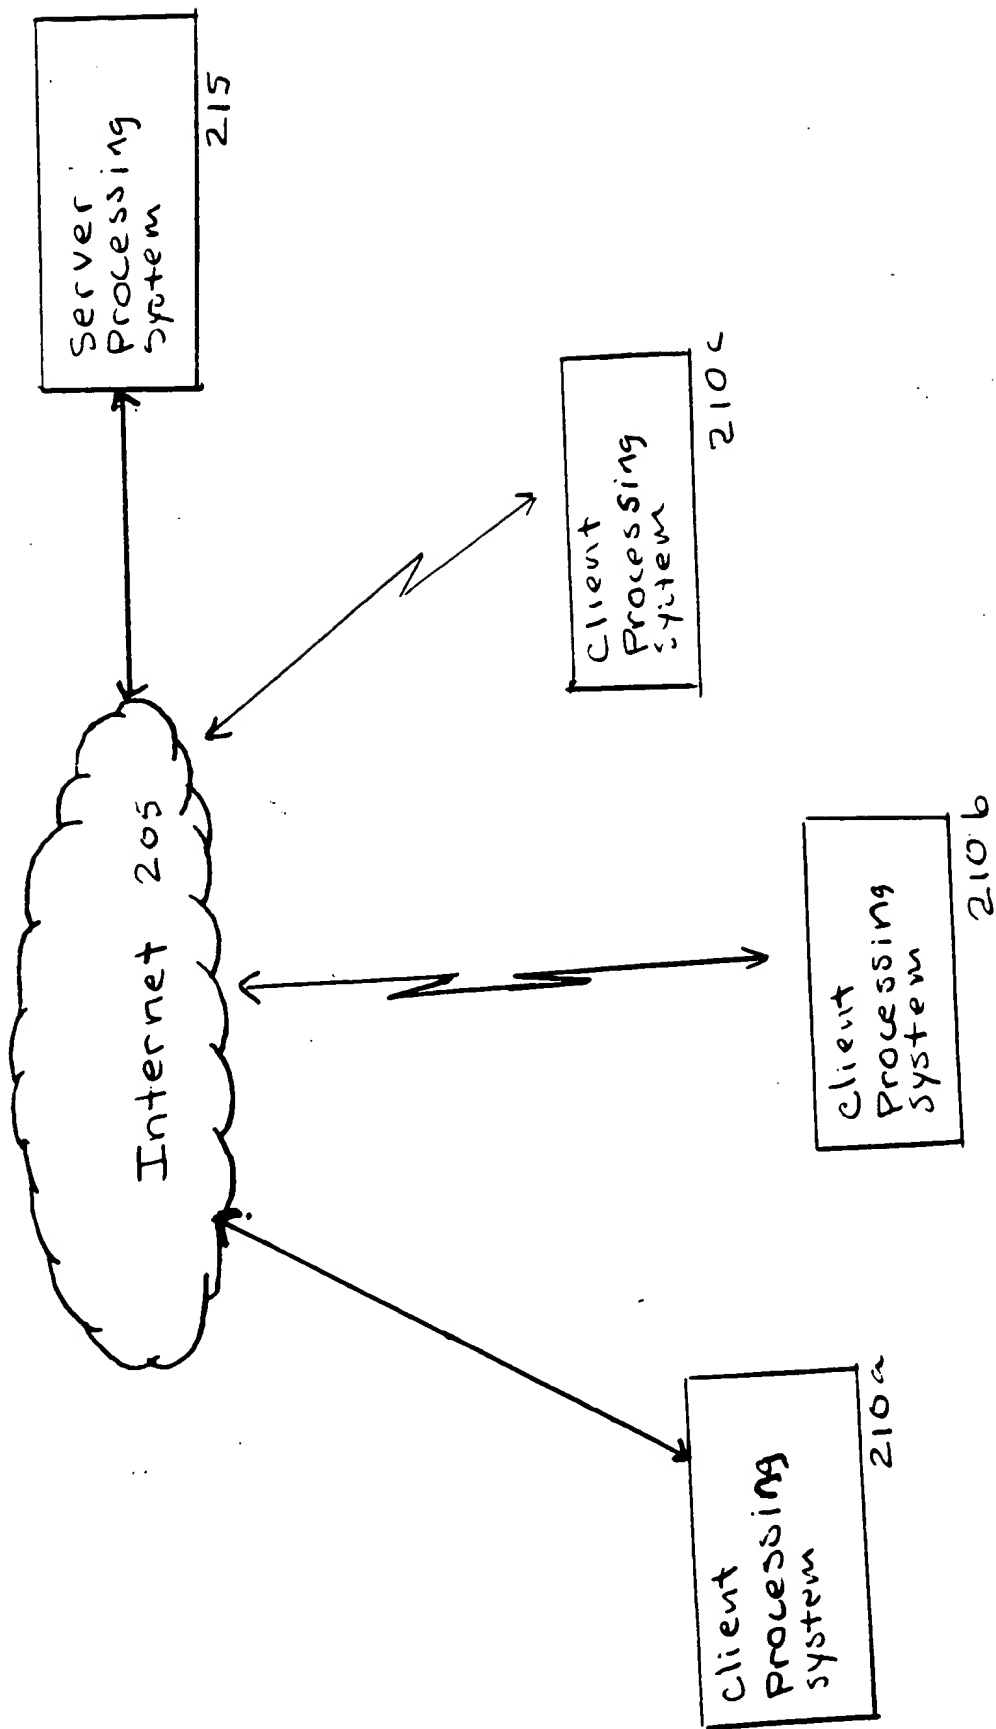 Internet 205
Server
Processing
System
215
Client
Processing
System
210a
Client
Processing
System
210b
Client
Processing
System
210c